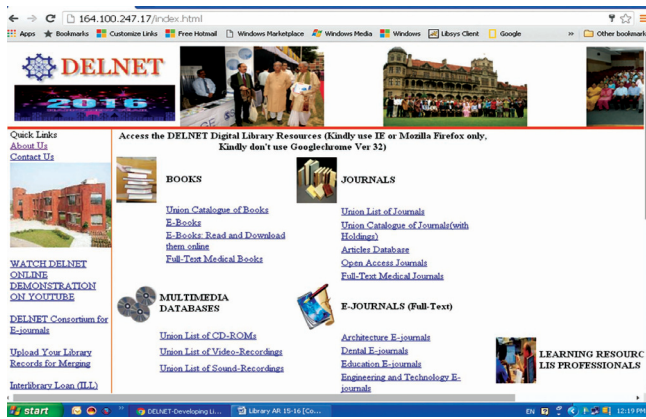 164.100.247.17/index.html
Apps Bookmarks Customize Links Free Hotmail Windows Marketplace Windows Media Windows Libsys Client Google » Other bookmark
DELNET
2016
Quick Links
About Us
Contact Us
WATCH DELNET
ONLINE
DEMONSTRATION
ON YOUTUBE
DELNET Consortium for
E-journals
Upload Your Library
Records for Merging
Interlibrary Loan (ILL)
Access the DELNET Digital Library Resources (Kindly use IE or Mozilla Firefox only,
Kindly don't use Googlechrome Ver 32)
BOOKS
Union Catalogue of Books
E-Books
E-Books: Read and Download
them online
Full-Text Medical Books
JOURNALS
Union List of Journals
Union Catalogue of Journals(with
Holdings)
Articles Database
Open Access Journals
Full-Text Medical Journals
MULTIMEDIA
DATABASES
Union List of CD-ROMs
Union List of Video-Recordings
Union List of Sound-Recordings
E-JOURNALS (Full-Text)
Architecture E-journals
Dental E-journals
Education E-journals
Engineering and Technology E-
journals
LEARNING RESOURC
LIS PROFESSIONALS
start » DELNET-Developing Li... Library AR 15-16 [Co... EN 12:19 PM